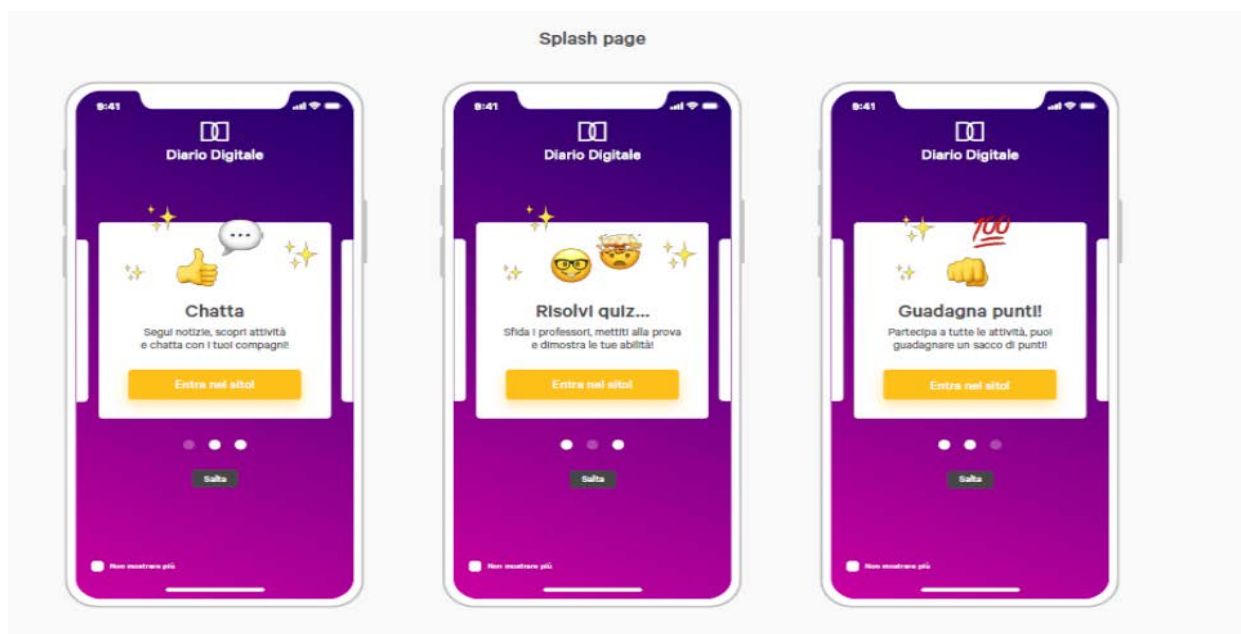 Splash page
9:41
Diario Digitale
Chatta
Segui notizie, scopri attività
e chatta con i tuoi compagni!
Entra nel sito!
Salta
Non mostrare più
9:41
Diario Digitale
Risolvi quiz...
Sfida i professori, mettiti alla prova
e dimostra le tue abilità!
Entra nel sito!
Salta
Non mostrare più
9:41
Diario Digitale
100
Guadagna punti!
Partecipa a tutte le attività, puoi
guadagnare un sacco di punti!
Entra nel sito!
Salta
Non mostrare più